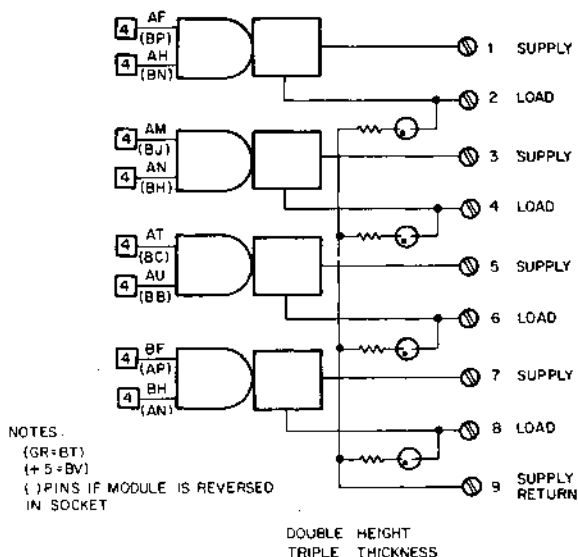 4 AF
(BP)
4 AH
(BN)
1 SUPPLY
2 LOAD
4 AM
(BJ)
4 AN
(BH)
3 SUPPLY
4 LOAD
4 AT
(BC)
4 AU
(BB)
5 SUPPLY
6 LOAD
4 BF
(AP)
4 BH
(AN)
7 SUPPLY
8 LOAD
9 SUPPLY
RETURN
NOTES.
(GR=BT)
(+5=BV)
( ) PINS IF MODULE IS REVERSED
IN SOCKET
DOUBLE HEIGHT
TRIPLE THICKNESS